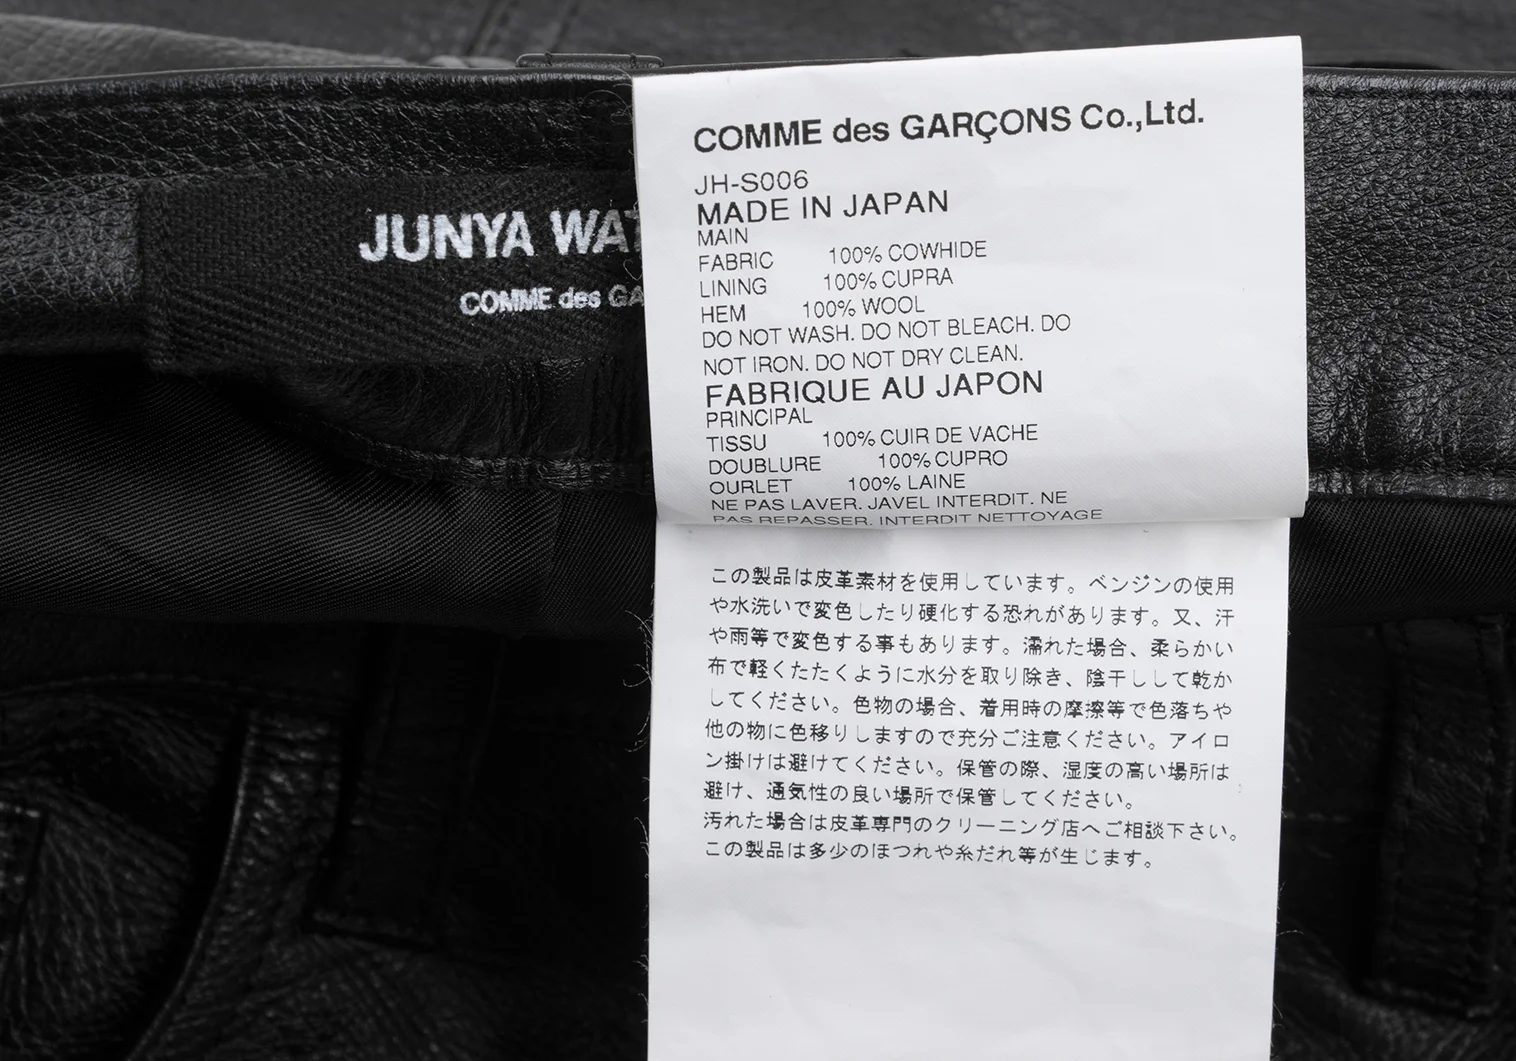 JUNYA
COMME des
COMME des GARÇONS Co.,Ltd.
JH-S006
MADE IN JAPAN
MAIN
FABRIC 100% COWHIDE
LINING 100% CUPRA
HEM 100% WOOL
DO NOT WASH. DO NOT BLEACH. DO
NOT IRON. DO NOT DRY CLEAN.
FABRIQUE AU JAPON
PRINCIPAL
TISSU 100% CUIR DE VACHE
DOUBLURE 100% CUPRO
OURLET 100% LAINE
NE PAS LAVER. JAVEL INTERDIT. NE
PAS REPASSER. INTERDIT NETTOYAGE
この製品は皮革素材を使用しています。ベンジンの使用
や水洗いで変色したり硬化する恐れがあります。又、汗
や雨等で変色する事もあります。濡れた場合、柔らかい
布で軽くたたくように水分を取り除き、陰干しして乾か
してください。色物の場合、着用時の摩擦等で色落ちや
他の物に色移りしますので充分ご注意ください。アイロ
ン掛けは避けてください。保管の際、湿度の高い場所は
避け、通気性の良い場所で保管してください。
汚れた場合は皮革専門のクリーニング店へご相談下さい。
この製品は多少のほつれや糸だれ等が生じます。